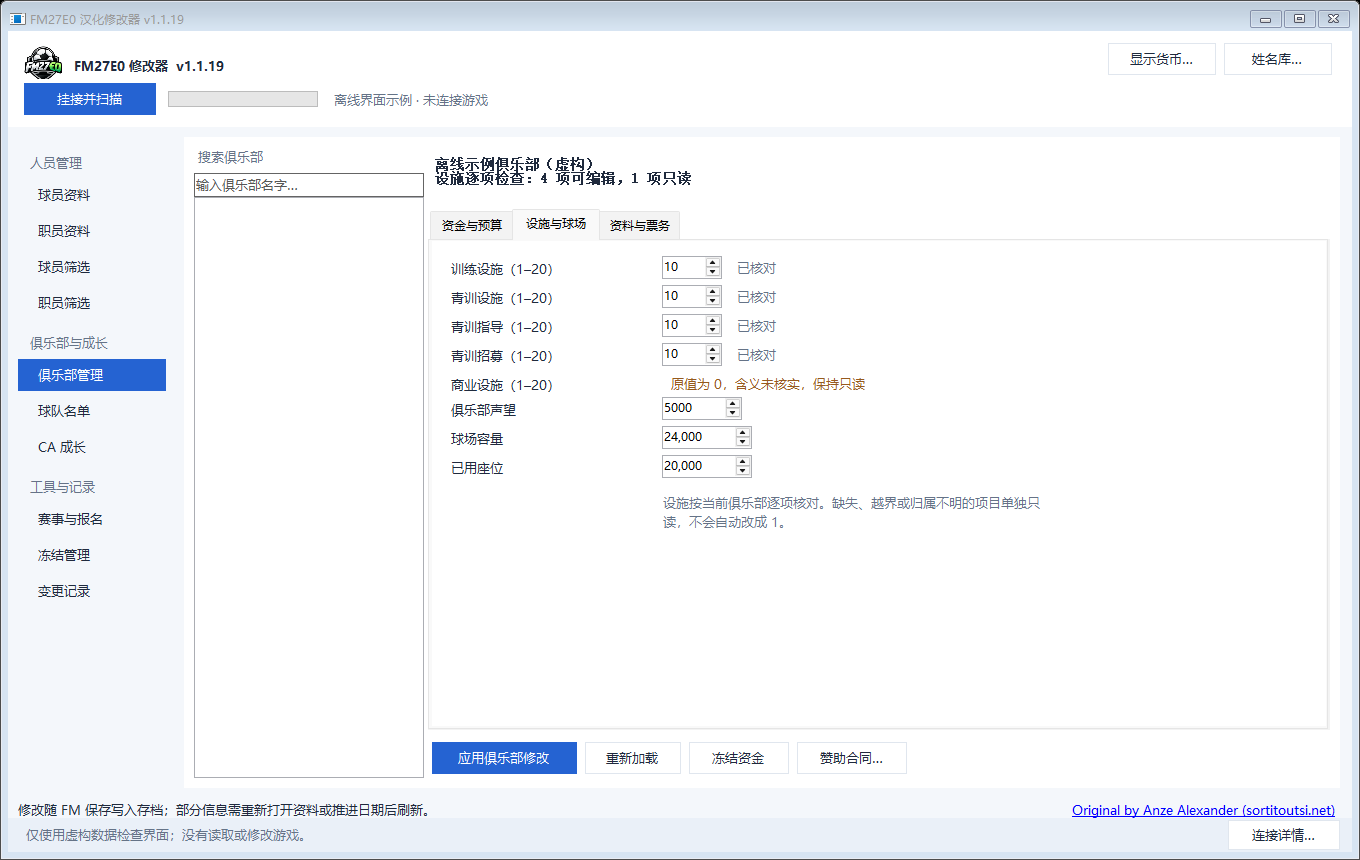 FM27E0 汉化修改器 v1.1.19
FM27E0
FM27E0 修改器 v1.1.19
显示货币...
姓名库...
挂接并扫描
离线界面示例 · 未连接游戏
人员管理
球员资料
职员资料
球员筛选
职员筛选
俱乐部与成长
俱乐部管理
球队名单
CA 成长
工具与记录
赛事与报名
冻结管理
变更记录
搜索俱乐部
输入俱乐部名字...
离线示例俱乐部（虚构）
设施逐项检查：4 项可编辑，1 项只读
资金与预算
设施与球场
资料与票务
训练设施（1–20） 10 已核对
青训设施（1–20） 10 已核对
青训指导（1–20） 10 已核对
青训招募（1–20） 10 已核对
商业设施（1–20） 原值为 0，含义未核实，保持只读
俱乐部声望 5000
球场容量 24,000
已用座位 20,000
设施按当前俱乐部逐项核对。缺失、越界或归属不明的项目单独只
读，不会自动改成 1。
应用俱乐部修改
重新加载
冻结资金
赞助合同...
修改随 FM 保存写入存档；部分信息需重新打开资料或推进日期后刷新。
Original by Anze Alexander (sortitoutsi.net)
仅使用虚构数据检查界面；没有读取或修改游戏。
连接详情...